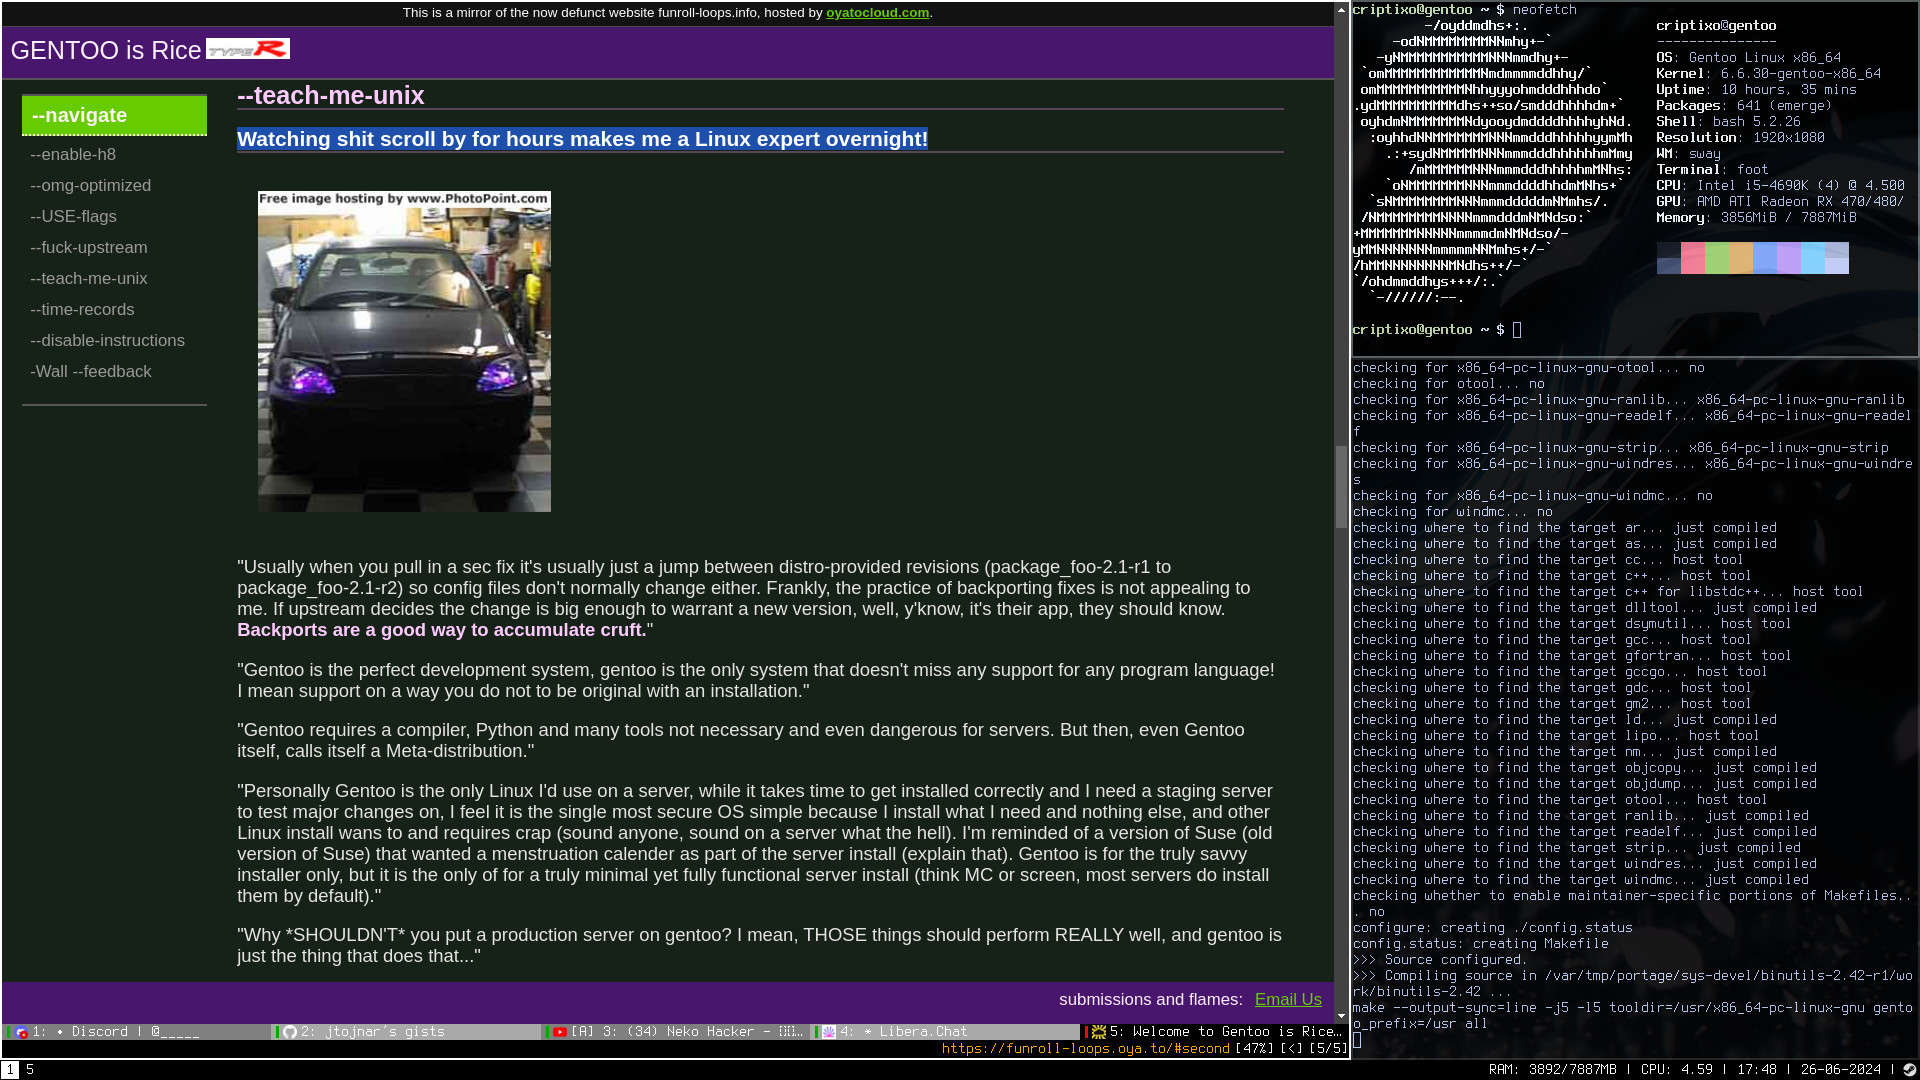 This is a mirror of the now defunct website funroll-loops.info, hosted by oyatocloud.com.
GENTOO is Rice TYPE R
--navigate
--enable-h8
--omg-optimized
--USE-flags
--fuck-upstream
--teach-me-unix
--time-records
--disable-instructions
-Wall --feedback
--teach-me-unix
Watching shit scroll by for hours makes me a Linux expert overnight!
Free image hosting by www.PhotoPoint.com
"Usually when you pull in a sec fix it's usually just a jump between distro-provided revisions (package_foo-2.1-r1 to
package_foo-2.1-r2) so config files don't normally change either. Frankly, the practice of backporting fixes is not appealing to
me. If upstream decides the change is big enough to warrant a new version, well, y'know, it's their app, they should know.
Backports are a good way to accumulate cruft."
"Gentoo is the perfect development system, gentoo is the only system that doesn't miss any support for any program language!
I mean support on a way you do not to be original with an installation."
"Gentoo requires a compiler, Python and many tools not necessary and even dangerous for servers. But then, even Gentoo
itself, calls itself a Meta-distribution."
"Personally Gentoo is the only Linux I'd use on a server, while it takes time to get installed correctly and I need a staging server
to test major changes on, I feel it is the single most secure OS simple because I install what I need and nothing else, and other
Linux install wans to and requires crap (sound anyone, sound on a server what the hell). I'm reminded of a version of Suse (old
version of Suse) that wanted a menstruation calender as part of the server install (explain that). Gentoo is for the truly savvy
installer only, but it is the only of for a truly minimal yet fully functional server install (think MC or screen, most servers do install
them by default)."
"Why *SHOULDN'T* you put a production server on gentoo? I mean, THOSE things should perform REALLY well, and gentoo is
just the thing that does that..."
submissions and flames: Email Us
1: • Discord | @_____
2: jtojnar's gists
[A] 3: (34) Neko Hacker - 
4: * Libera.Chat
5: Welcome to Gentoo is Rice…
https://funroll-loops.oya.to/#second [47%] [<] [5/5]
criptixo@gentoo ~ $ neofetch
-/oyddmdhs+:.
-odNMMMMMMMMNNmhy+-`
-yNMMMMMMMMMMMNNNmmdhy+-
`omMMMMMMMMMMMMNmdmmmmddhhy/`
omMMMMMMMMMMMNhhyyyohmdddhhhdo`
.ydMMMMMMMMMMdhs++so/smdddhhhhdm+`
oyhdmNMMMMMMMNdyooydmddddhhhhyhNd.
:oyhhdNNMMMMMMMNNNmmdddhhhhhyymMh
.:+sydNMMMMMNNNmmmdddhhhhhhmMmy
/mMMMMMMNNNmmmdddhhhhhmMNhs:
`oNMMMMMMMNNNmmmddddhhdmMNhs+`
`sNMMMMMMMMNNNmmmdddddmNMmhs/.
/NMMMMMMMMNNNNmmmdddmNMNdso:`
+MMMMMMMNNNNNmmmmdmNMNdso/-
yMMNNNNNNNmmmmmNNMmhs+/-`
/hMMNNNNNNNNMNdhs++/-`
`/ohdmmddhys+++/:.`
`-//////:--.
criptixo@gentoo
---------------
OS: Gentoo Linux x86_64
Kernel: 6.6.30-gentoo-x86_64
Uptime: 10 hours, 35 mins
Packages: 641 (emerge)
Shell: bash 5.2.26
Resolution: 1920x1080
WM: sway
Terminal: foot
CPU: Intel i5-4690K (4) @ 4.500
GPU: AMD ATI Radeon RX 470/480/
Memory: 3856MiB / 7887MiB
criptixo@gentoo ~ $
checking for x86_64-pc-linux-gnu-otool... no
checking for otool... no
checking for x86_64-pc-linux-gnu-ranlib... x86_64-pc-linux-gnu-ranlib
checking for x86_64-pc-linux-gnu-readelf... x86_64-pc-linux-gnu-readel
f
checking for x86_64-pc-linux-gnu-strip... x86_64-pc-linux-gnu-strip
checking for x86_64-pc-linux-gnu-windres... x86_64-pc-linux-gnu-windre
s
checking for x86_64-pc-linux-gnu-windmc... no
checking for windmc... no
checking where to find the target ar... just compiled
checking where to find the target as... just compiled
checking where to find the target cc... host tool
checking where to find the target c++... host tool
checking where to find the target c++ for libstdc++... host tool
checking where to find the target dlltool... just compiled
checking where to find the target dsymutil... host tool
checking where to find the target gcc... host tool
checking where to find the target gfortran... host tool
checking where to find the target gccgo... host tool
checking where to find the target gdc... host tool
checking where to find the target gm2... host tool
checking where to find the target ld... just compiled
checking where to find the target lipo... host tool
checking where to find the target nm... just compiled
checking where to find the target objcopy... just compiled
checking where to find the target objdump... just compiled
checking where to find the target otool... host tool
checking where to find the target ranlib... just compiled
checking where to find the target readelf... just compiled
checking where to find the target strip... just compiled
checking where to find the target windres... just compiled
checking where to find the target windmc... just compiled
checking whether to enable maintainer-specific portions of Makefiles..
. no
configure: creating ./config.status
config.status: creating Makefile
>>> Source configured.
>>> Compiling source in /var/tmp/portage/sys-devel/binutils-2.42-r1/wo
rk/binutils-2.42 ...
make --output-sync=line -j5 -l5 tooldir=/usr/x86_64-pc-linux-gnu gento
o_prefix=/usr all
1 5
RAM: 3892/7887MB | CPU: 4.59 | 17:48 | 26-06-2024 |